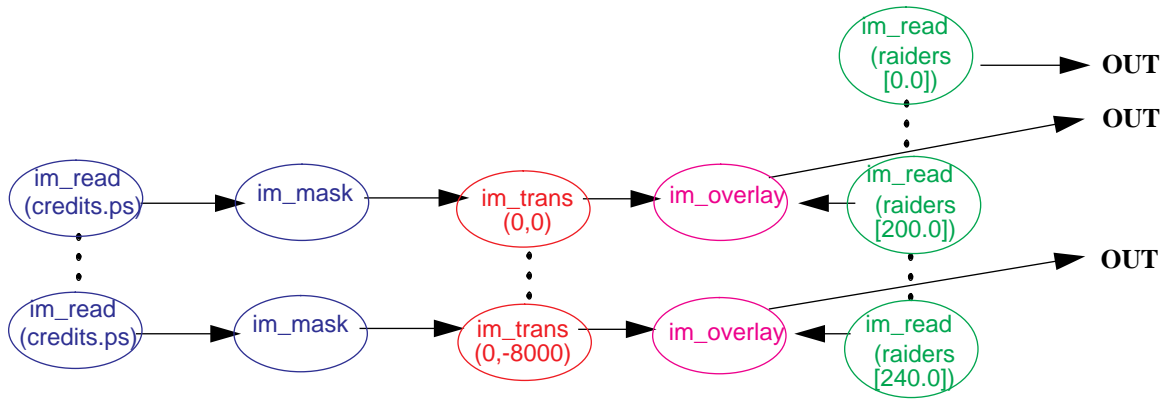 im_read
(raiders
[0.0])
OUT
OUT
im_read
(credits.ps)
im_mask
im_trans
(0,0)
im_overlay
im_read
(raiders
[200.0])
OUT
im_read
(credits.ps)
im_mask
im_trans
(0,-8000)
im_overlay
im_read
(raiders
[240.0])